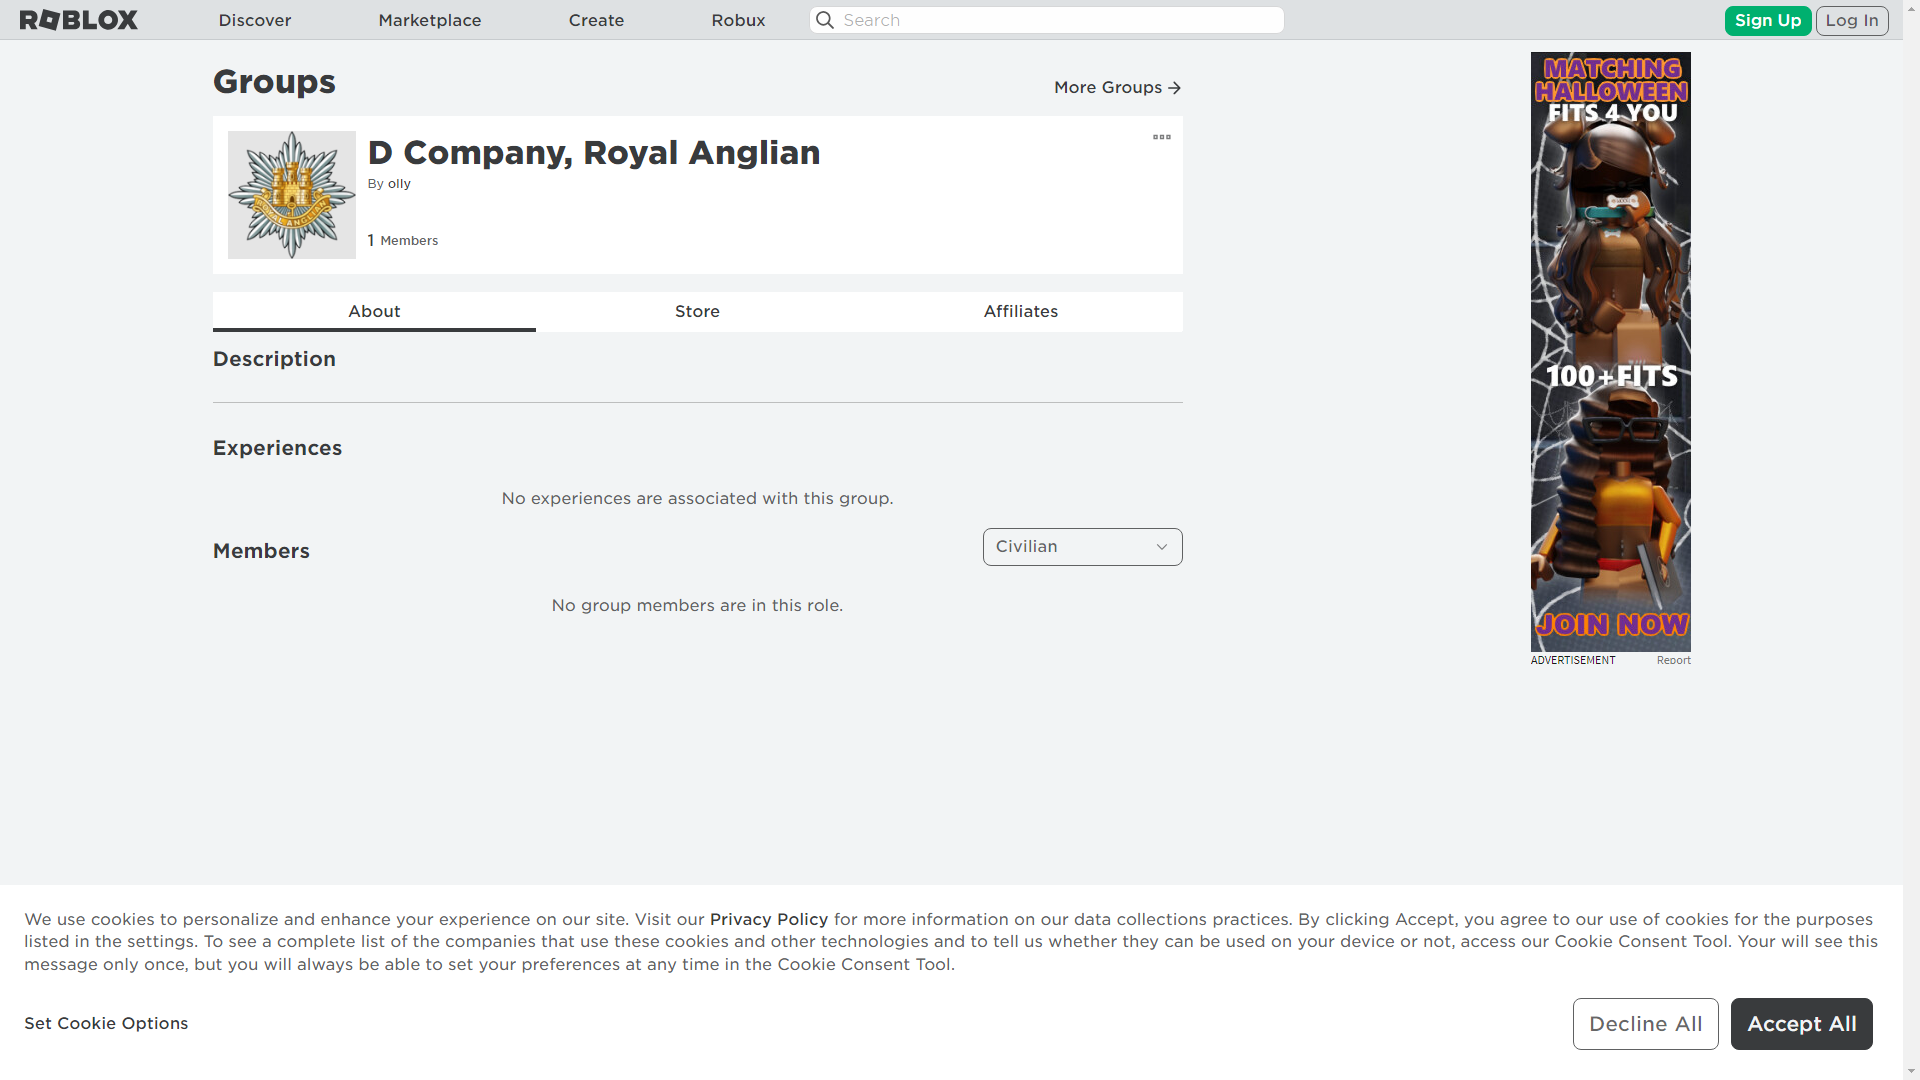 ROBLOX
Discover
Marketplace
Create
Robux
Search
Sign Up
Log In
Groups
More Groups
D Company, Royal Anglian
By olly
1 Members
ROYAL ANGLIAN
About
Store
Affiliates
Description
Experiences
No experiences are associated with this group.
Members
Civilian
No group members are in this role.
MATCHING
HALLOWEEN
FITS 4 YOU
100+FITS
JOIN NOW
ADVERTISEMENT
Report
We use cookies to personalize and enhance your experience on our site. Visit our Privacy Policy for more information on our data collections practices. By clicking Accept, you agree to our use of cookies for the purposes
listed in the settings. To see a complete list of the companies that use these cookies and other technologies and to tell us whether they can be used on your device or not, access our Cookie Consent Tool. Your will see this
message only once, but you will always be able to set your preferences at any time in the Cookie Consent Tool.
Set Cookie Options
Decline All
Accept All